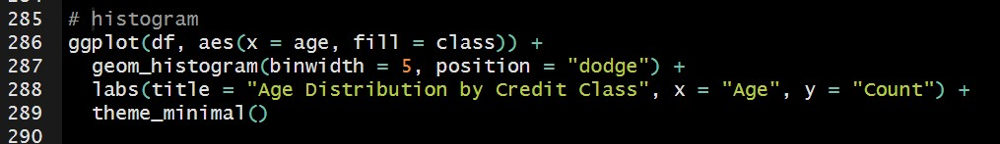 285 # histogram
286 ggplot(df, aes(x = age, fill = class)) +
287   geom_histogram(binwidth = 5, position = "dodge") +
288   labs(title = "Age Distribution by Credit Class", x = "Age", y = "Count") +
289   theme_minimal()
290